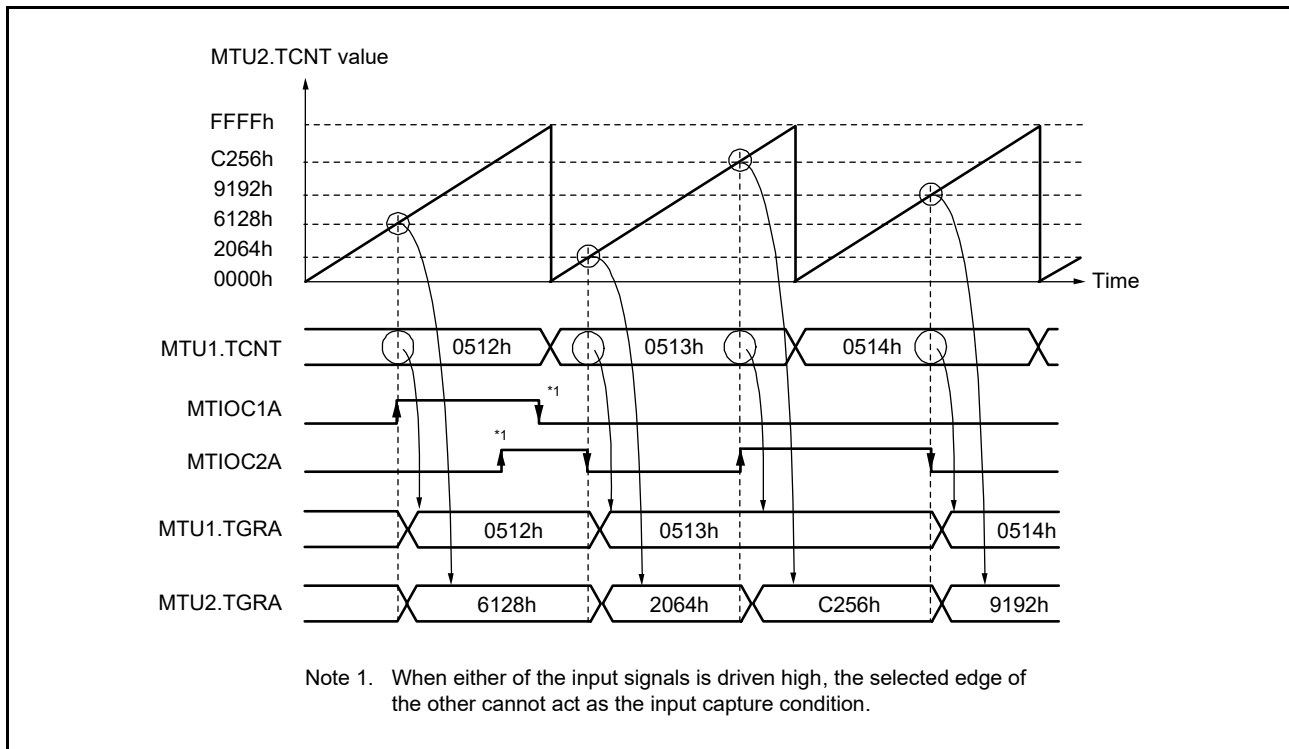 MTU2.TCNT value
FFFFh
C256h
9192h
6128h
2064h
0000h
Time
MTU1.TCNT 0512h 0513h 0514h
MTIOC1A *1
MTIOC2A *1
MTU1.TGRA 0512h 0513h 0514h
MTU2.TGRA 6128h 2064h C256h 9192h
Note 1. When either of the input signals is driven high, the selected edge of
the other cannot act as the input capture condition.